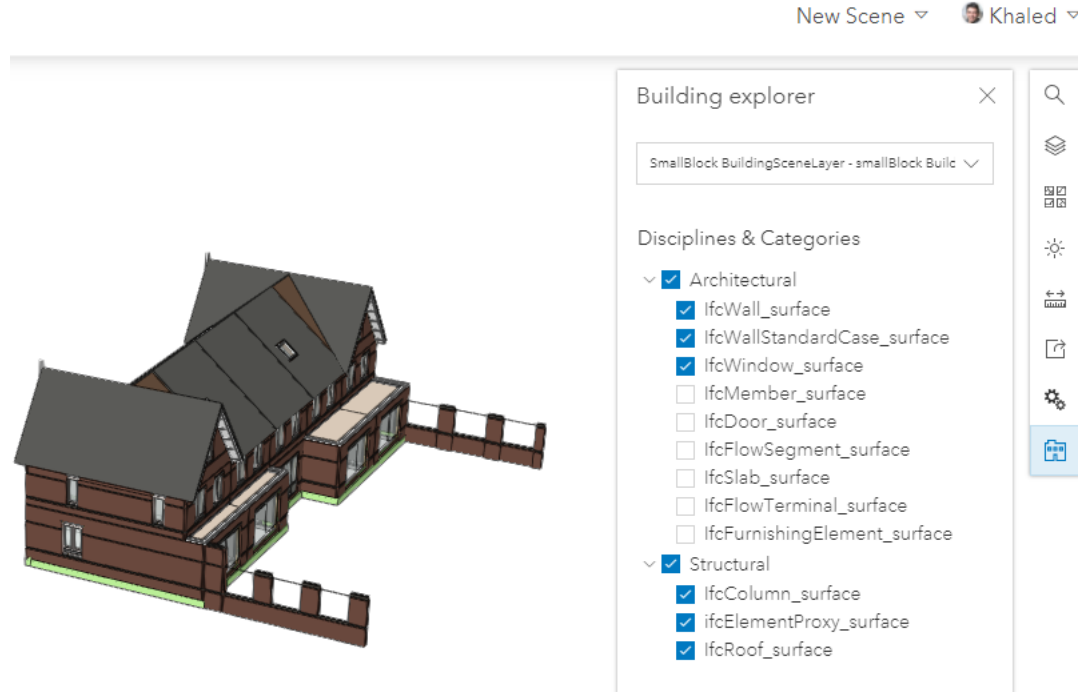 New Scene
Khaled
Building explorer
SmallBlock BuildingSceneLayer - smallBlock Builc
Disciplines & Categories
Architectural
IfcWall_surface
IfcWallStandardCase_surface
IfcWindow_surface
IfcMember_surface
IfcDoor_surface
IfcFlowSegment_surface
IfcSlab_surface
IfcFlowTerminal_surface
IfcFurnishingElement_surface
Structural
IfcColumn_surface
ifcElementProxy_surface
IfcRoof_surface